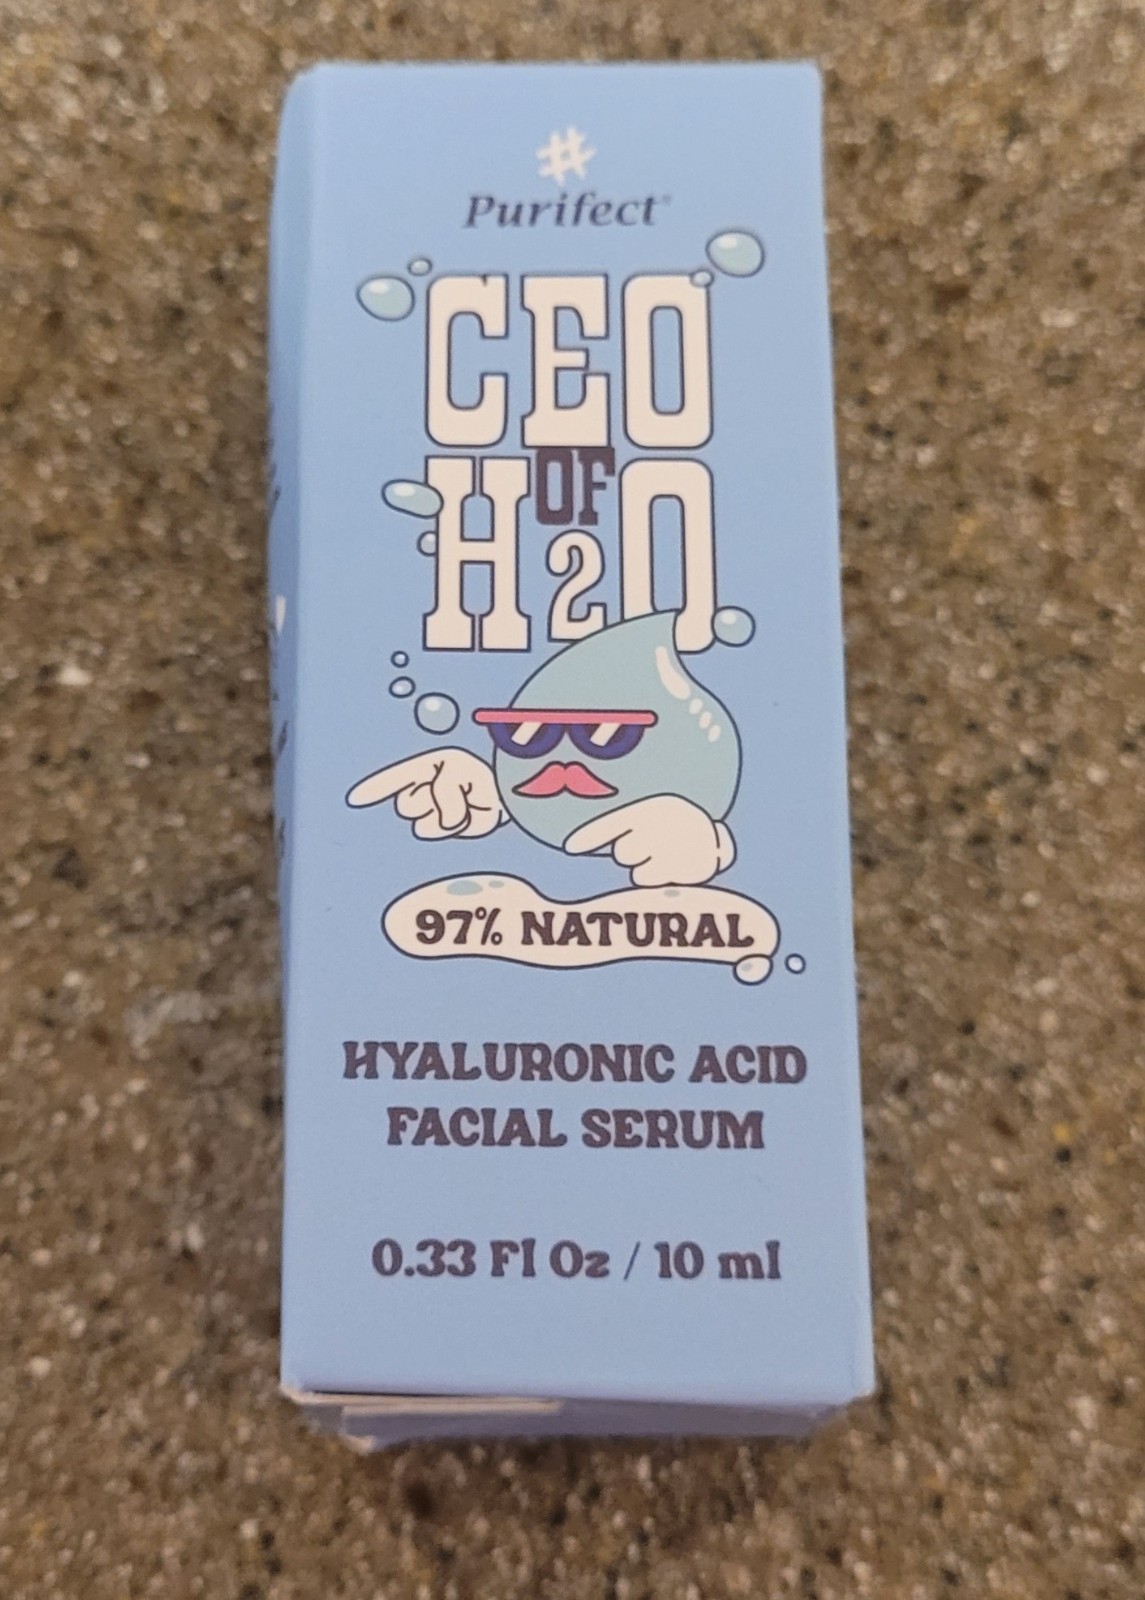 #
Purifect
CEO
OF
H2O
97% NATURAL
HYALURONIC ACID
FACIAL SERUM
0.33 Fl Oz / 10 ml